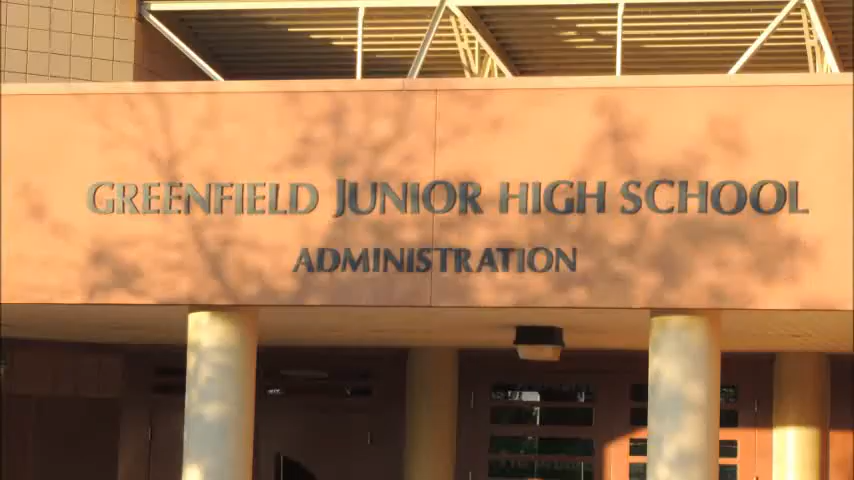 GREENFIELD JUNIOR HIGH SCHOOL
ADMINISTRATION